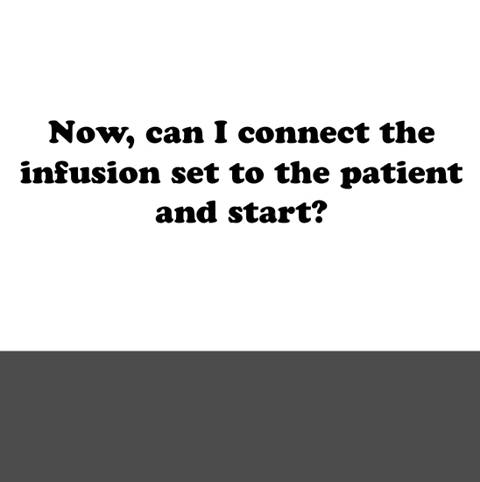 Now, can I connect the
infusion set to the patient
and start?